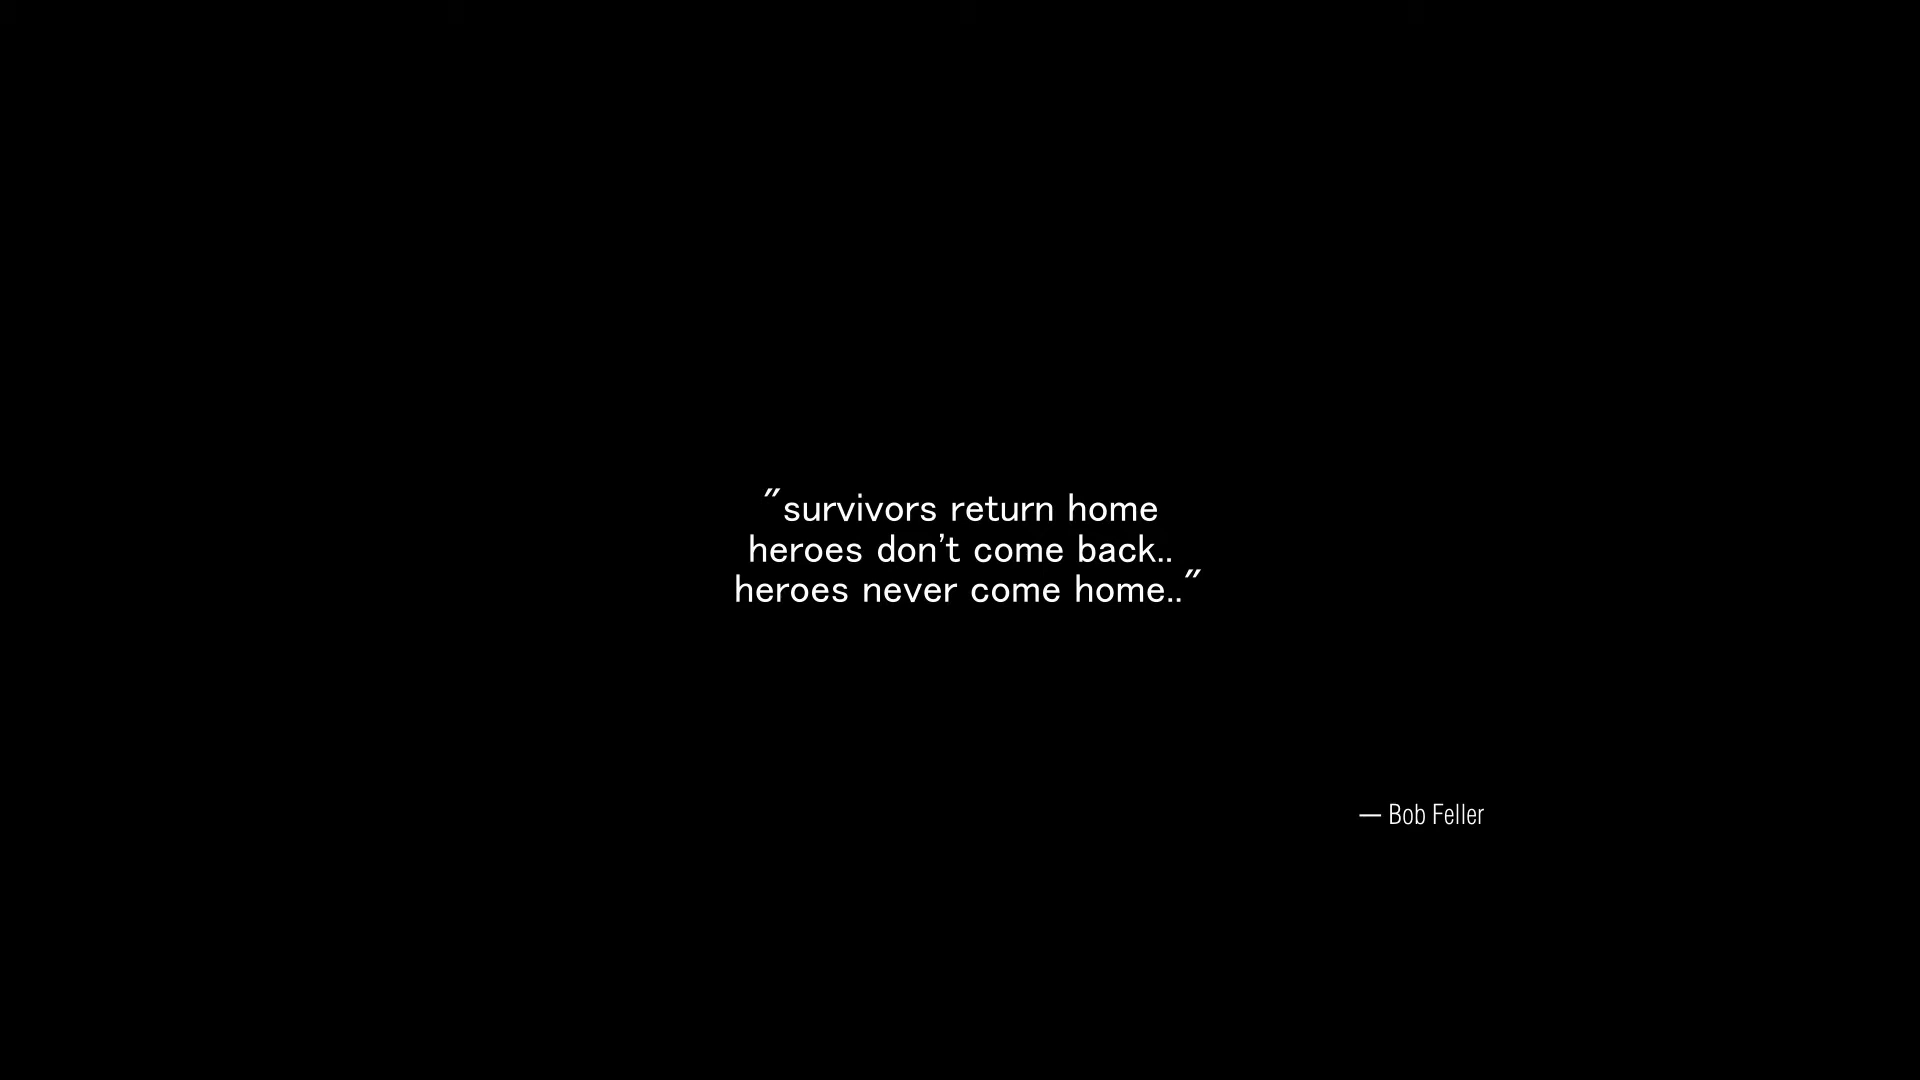 "survivors return home
heroes don't come back..
heroes never come home.."
— Bob Feller